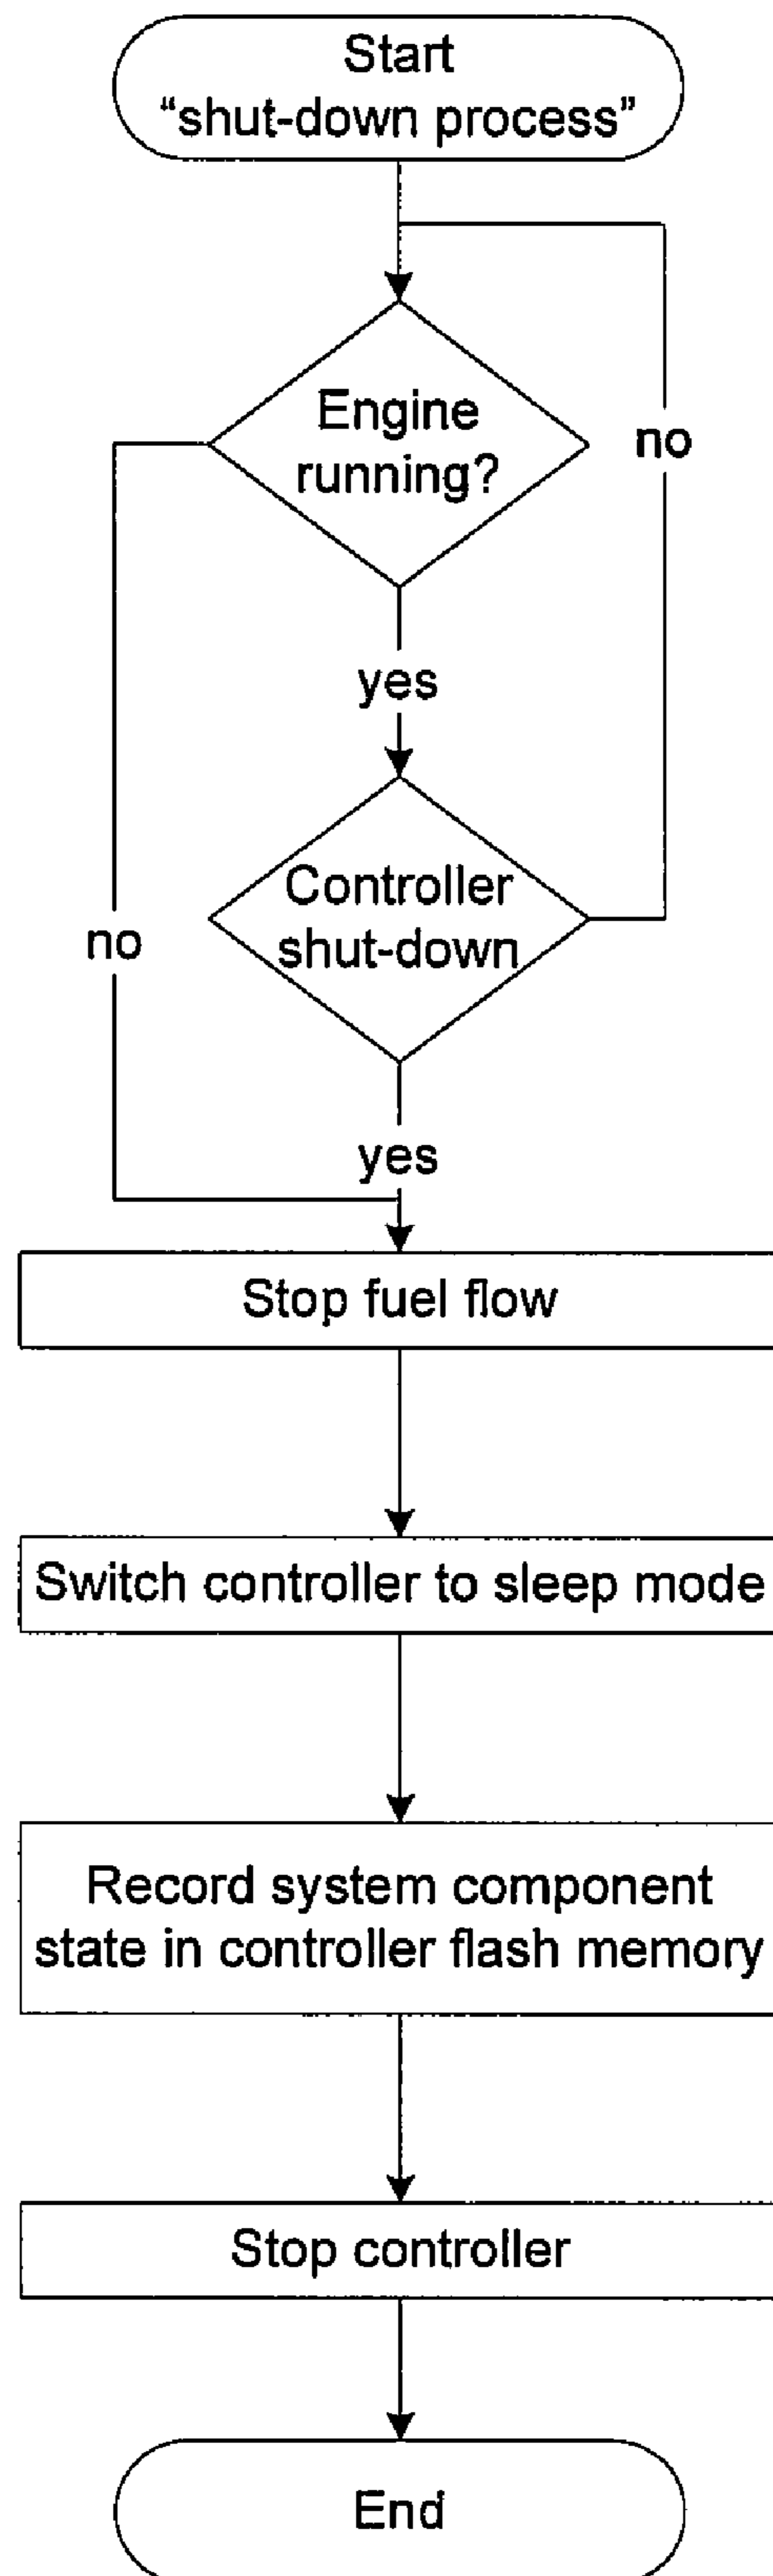 Start
“shut-down process”
Engine
running?
no
yes
Controller
shut-down
no
yes
Stop fuel flow
Switch controller to sleep mode
Record system component
state in controller flash memory
Stop controller
End